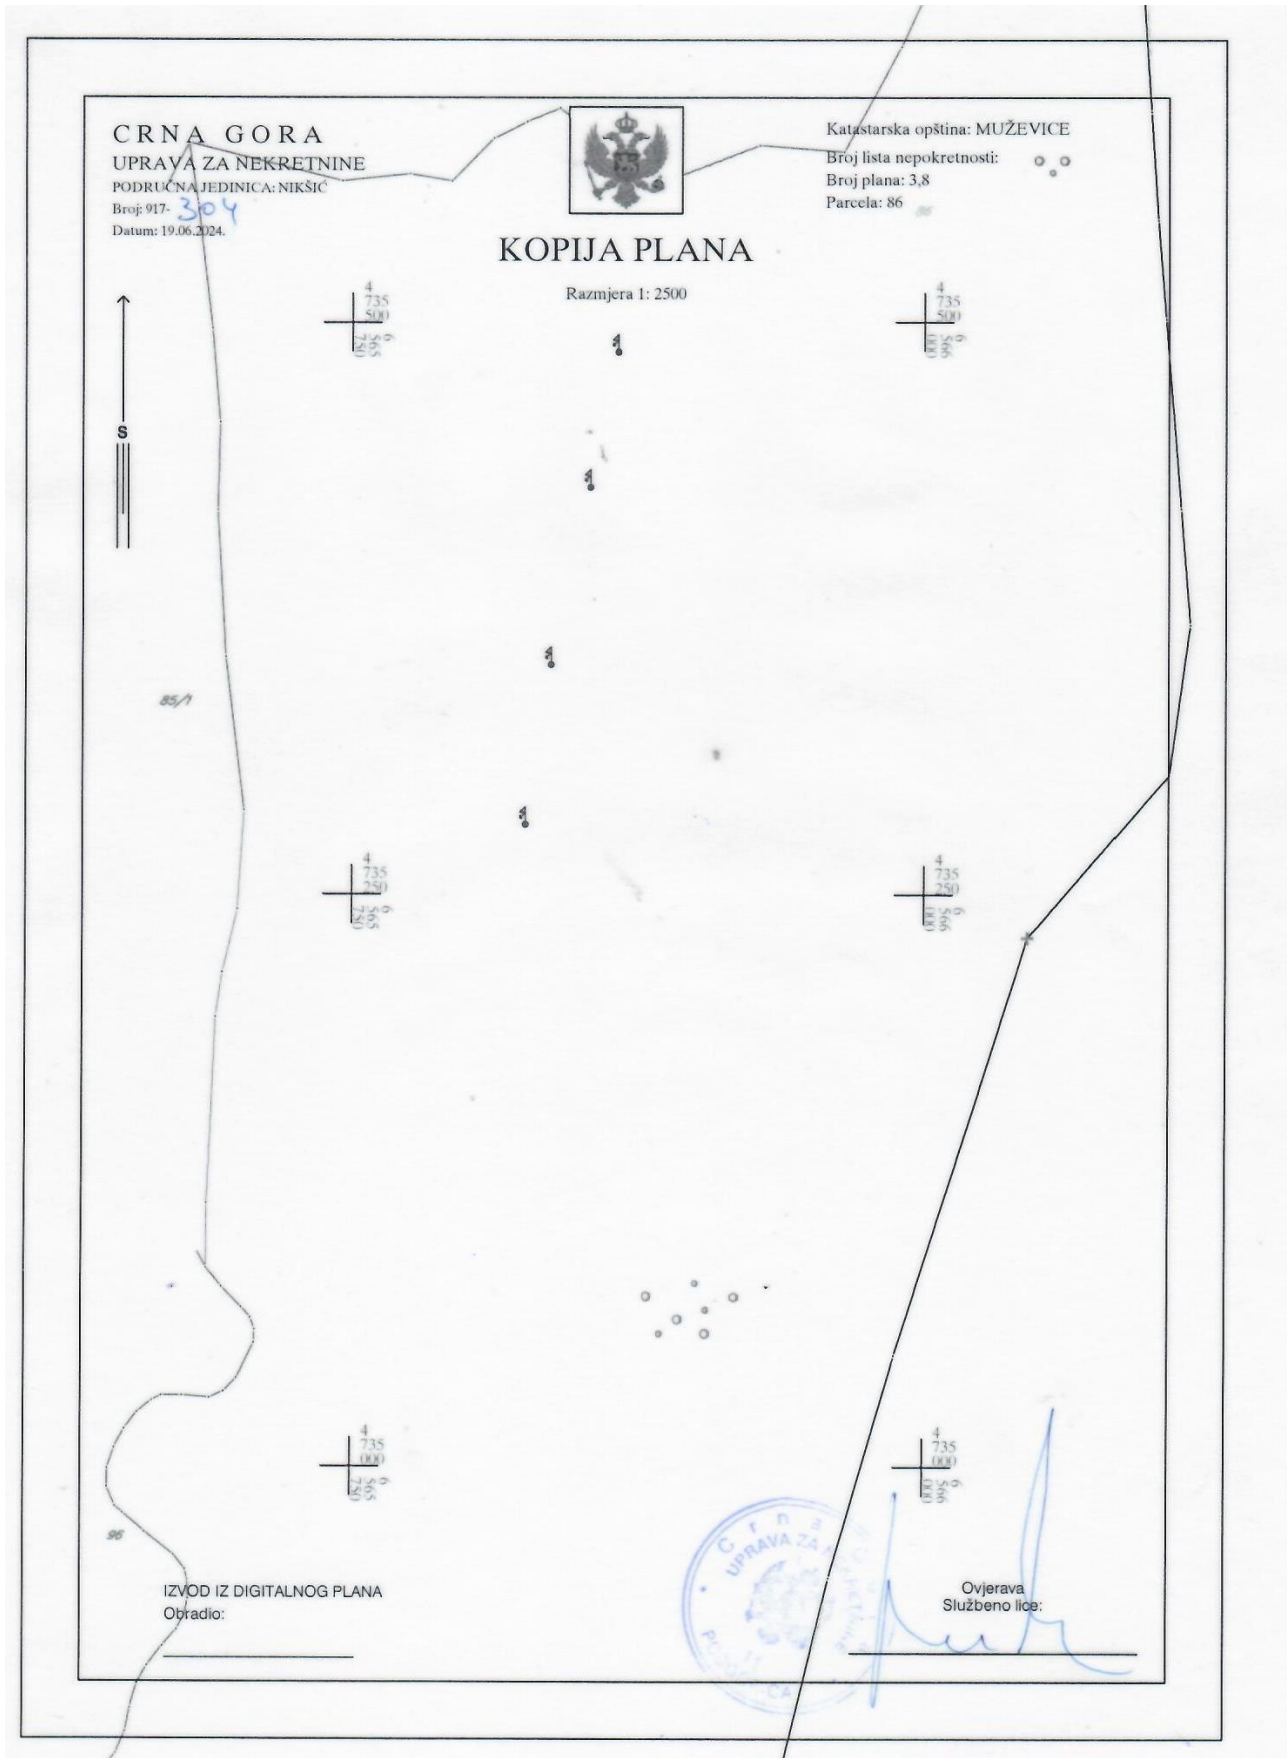 CRNA GORA
UPRAVA ZA NEKRETNINE
PODRUČNA JEDINICA: NIKŠIĆ
Broj: 917- 304
Datum: 19.06.2024.
Katastarska opština: MUŽEVICE
Broj lista nepokretnosti:
Broj plana: 3,8
Parcela: 86
86
KOPIJA PLANA
Razmjera 1: 2500
4
735
500
6
565
750
4
735
500
6
566
000
S
85/1
4
735
250
6
565
750
4
735
250
6
566
000
4
735
000
6
565
750
4
735
000
6
566
000
96
Crna
UPRAVA ZA
IZVOD IZ DIGITALNOG PLANA
Obradio:
Ovjerava
Službeno lice: